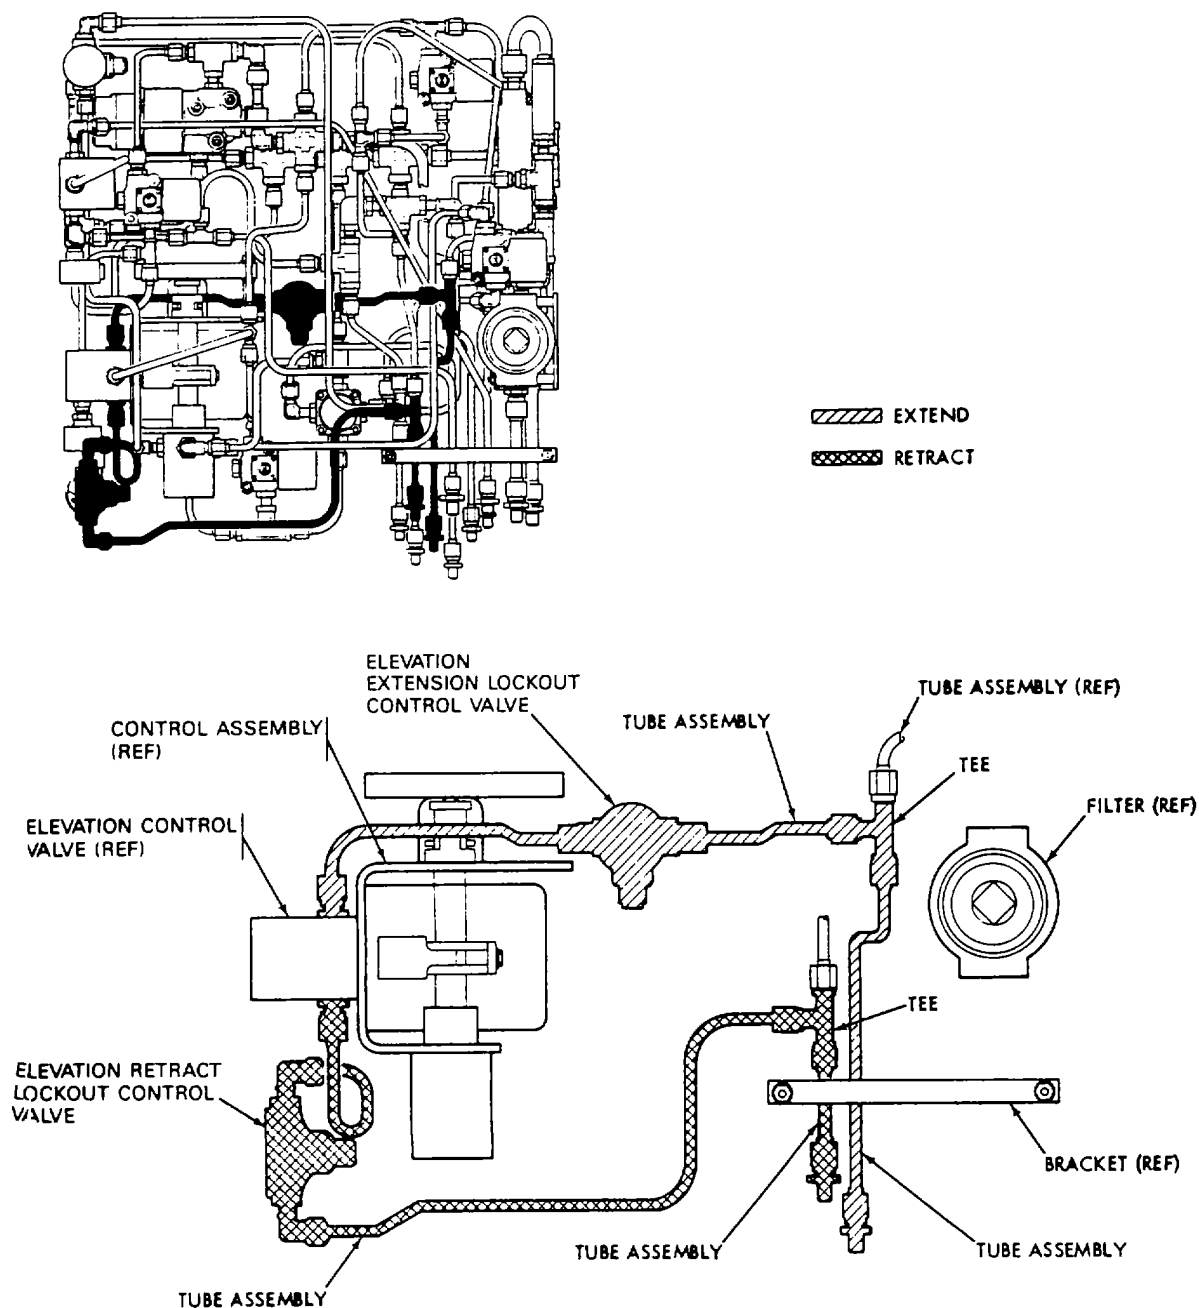 EXTEND
RETRACT
ELEVATION
EXTENSION LOCKOUT
CONTROL VALVE
TUBE ASSEMBLY (REF)
TUBE ASSEMBLY
CONTROL ASSEMBLY
(REF)
TEE
FILTER (REF)
ELEVATION CONTROL
VALVE (REF)
TEE
ELEVATION RETRACT
LOCKOUT CONTROL
VALVE
BRACKET (REF)
TUBE ASSEMBLY
TUBE ASSEMBLY
TUBE ASSEMBLY